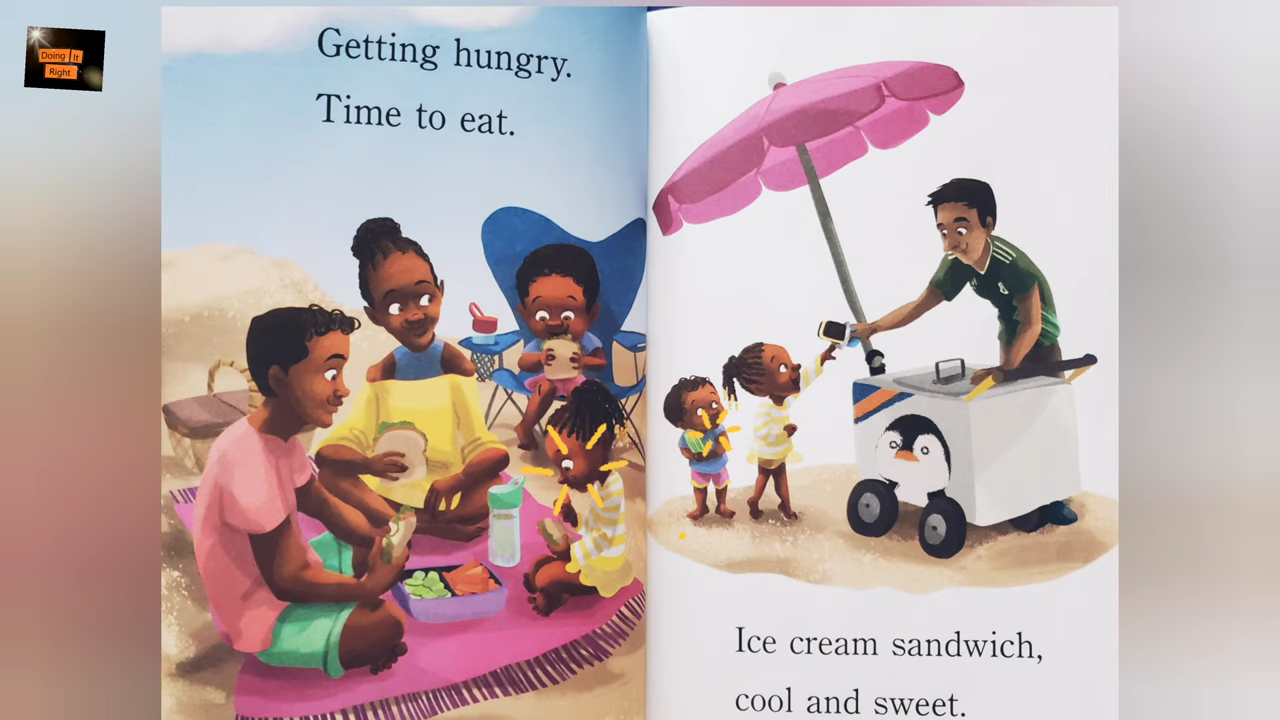 Doing It
Right
Getting hungry.
Time to eat.
Ice cream sandwich,
cool and sweet.